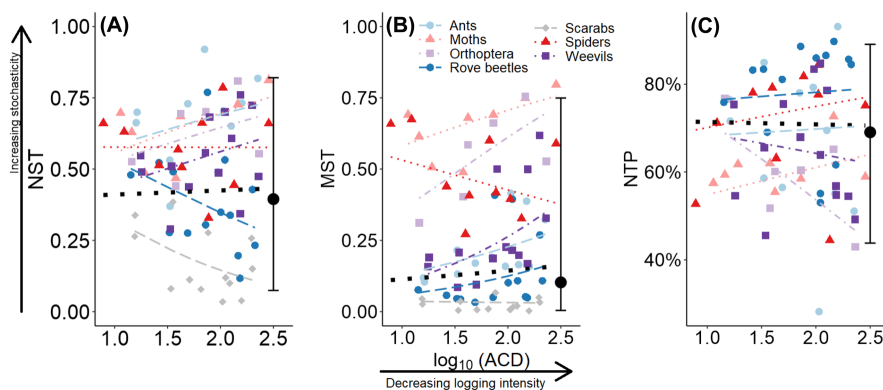 (A)
(B)
(C)
Ants
Moths
Orthoptera
Rove beetles
Scarabs
Spiders
Weevils
Increasing stochasticity
NST
1.00
0.75
0.50
0.25
0.00
1.0 1.5 2.0 2.5
MST
1.00
0.75
0.50
0.25
0.00
1.0 1.5 2.0 2.5
NTP
80%
60%
40%
1.0 1.5 2.0 2.5
log10 (ACD)
Decreasing logging intensity